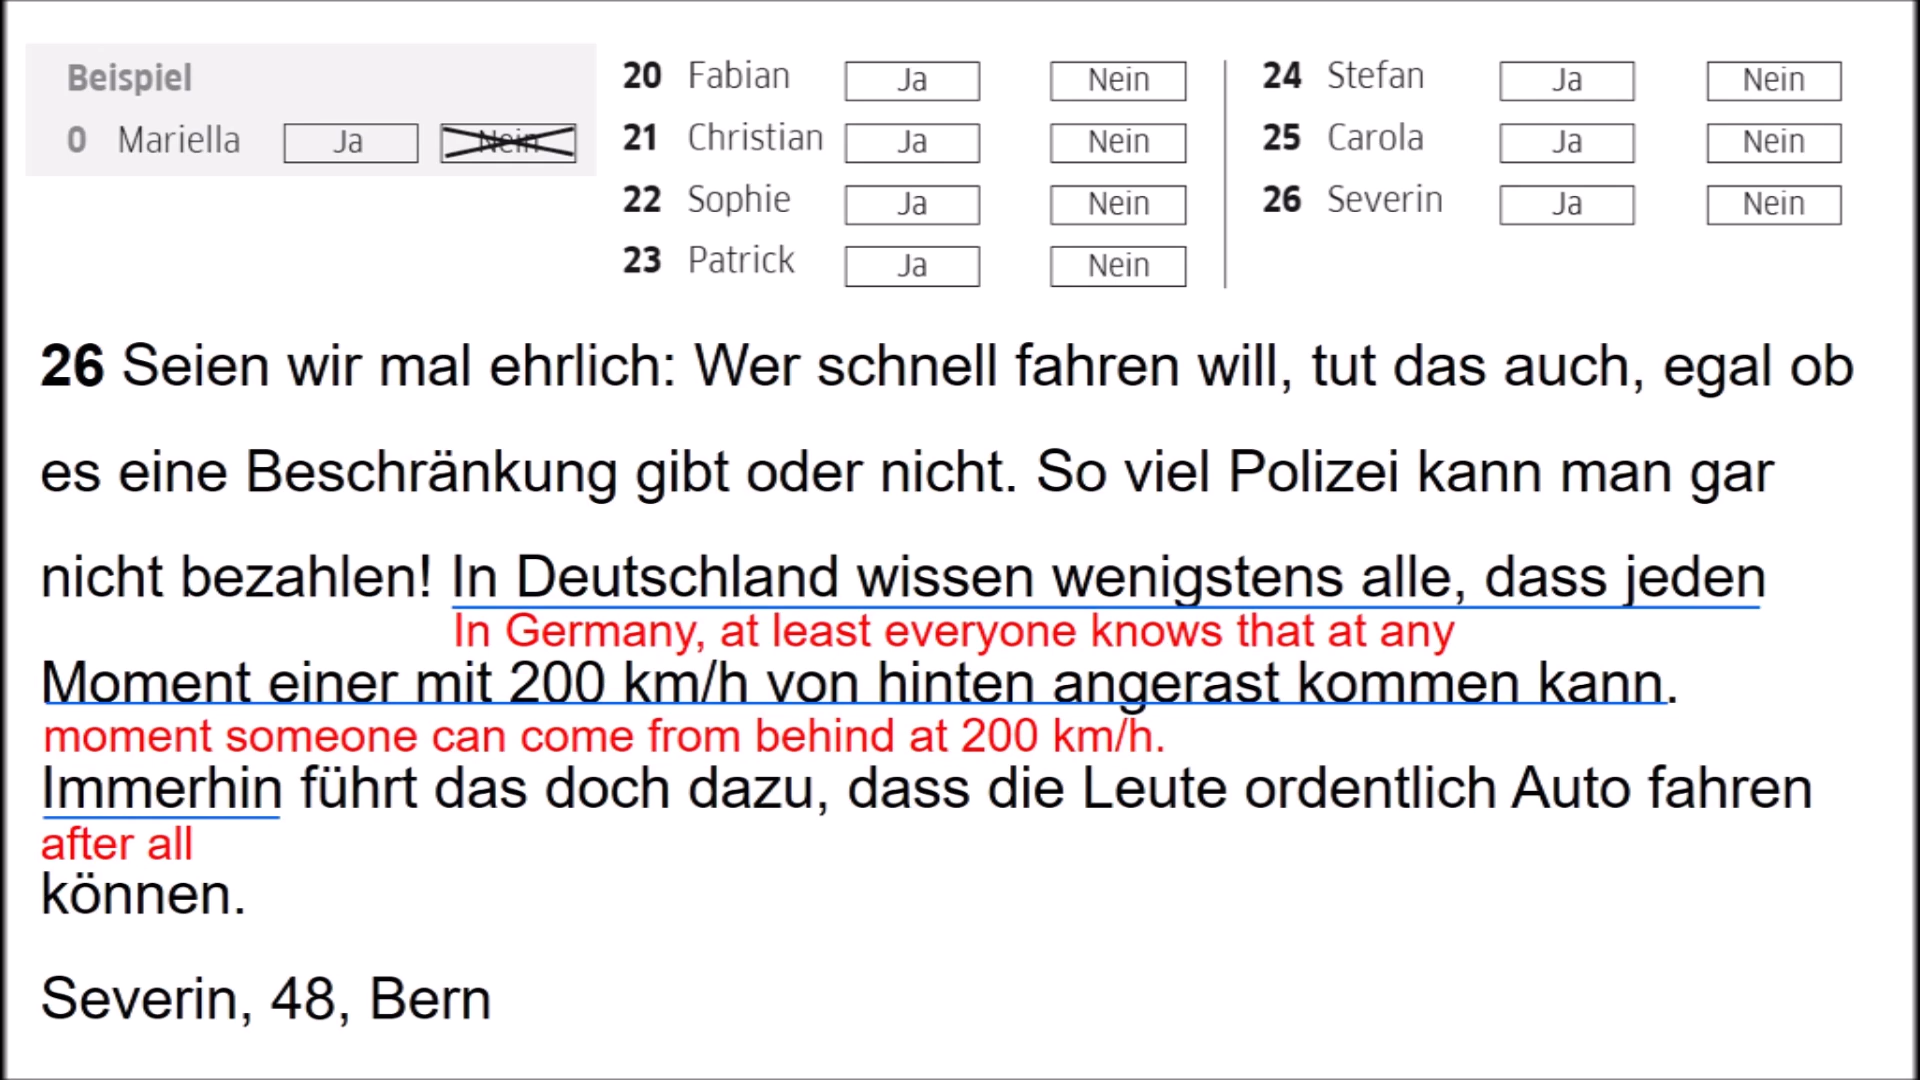 Beispiel
0 Mariella Ja Nein
20 Fabian Ja Nein
21 Christian Ja Nein
22 Sophie Ja Nein
23 Patrick Ja Nein
24 Stefan Ja Nein
25 Carola Ja Nein
26 Severin Ja Nein
26 Seien wir mal ehrlich: Wer schnell fahren will, tut das auch, egal ob
es eine Beschränkung gibt oder nicht. So viel Polizei kann man gar
nicht bezahlen! In Deutschland wissen wenigstens alle, dass jeden
In Germany, at least everyone knows that at any
Moment einer mit 200 km/h von hinten angerast kommen kann.
moment someone can come from behind at 200 km/h.
Immerhin führt das doch dazu, dass die Leute ordentlich Auto fahren
after all
können.
Severin, 48, Bern